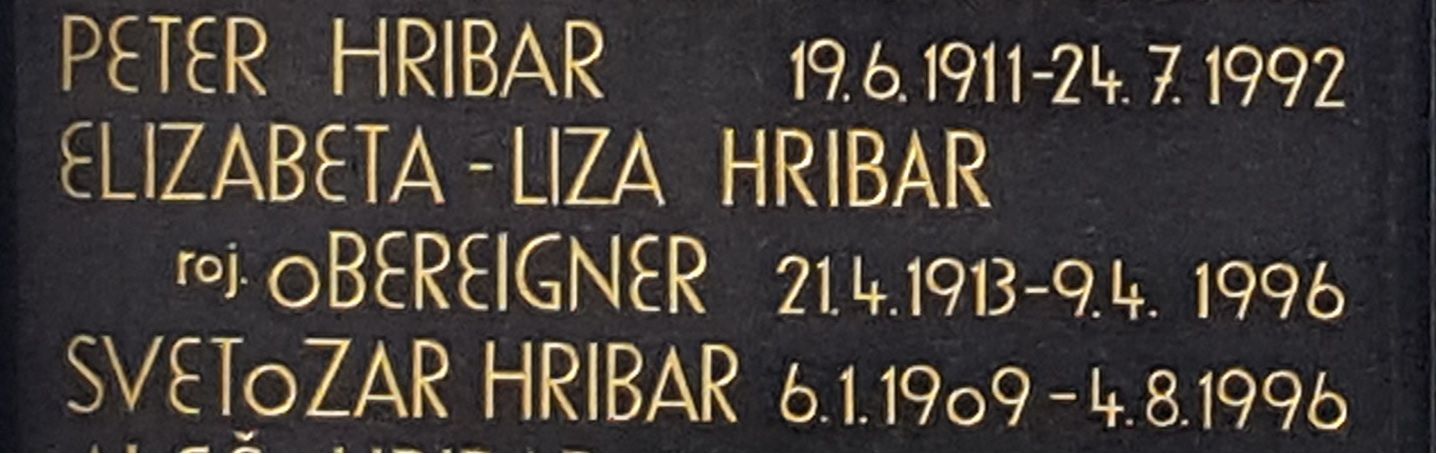 PETER HRIBAR 19.6.1911-24.7.1992
ELIZABETA - LIZA HRIBAR
roj. OBEREIGNER 21.4.1913-9.4. 1996
SVETOZAR HRIBAR 6.1.1909 - 4.8.1996